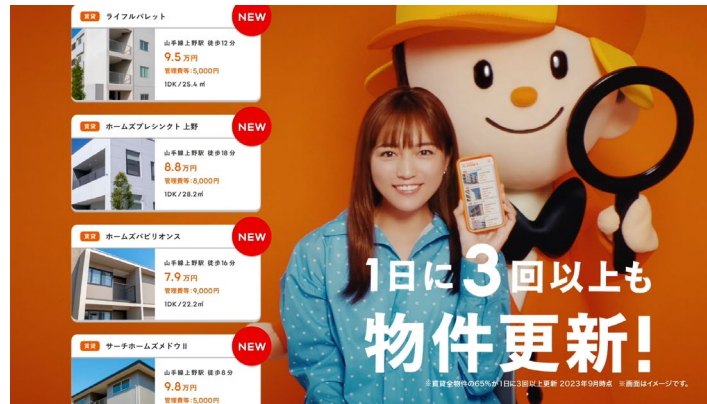 賃貸 ライフルパレット
NEW
山手線上野駅 徒歩12分
9.5万円
管理費等:5,000円
1DK/25.4㎡
賃貸 ホームズプレシンクト上野
NEW
山手線上野駅 徒歩18分
8.8万円
管理費等:6,000円
1DK/28.2㎡
賃貸 ホームズパビリオンス
NEW
山手線上野駅 徒歩16分
7.9万円
管理費等:9,000円
1DK/22.2㎡
賃貸 サーチホームズメドウⅡ
NEW
山手線上野駅 徒歩8分
9.8万円
管理費等:5,000円
1日に3回以上も
物件更新!
※賃貸全物件の65%が1日に3回以上更新 2023年9月時点 ※画面はイメージです。